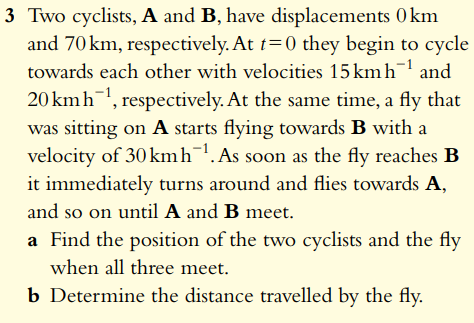 3 Two cyclists, A and B, have displacements 0 km
and 70 km, respectively. At t=0 they begin to cycle
towards each other with velocities 15 km h⁻¹ and
20 km h⁻¹, respectively. At the same time, a fly that
was sitting on A starts flying towards B with a
velocity of 30 km h⁻¹. As soon as the fly reaches B
it immediately turns around and flies towards A,
and so on until A and B meet.
a Find the position of the two cyclists and the fly
when all three meet.
b Determine the distance travelled by the fly.